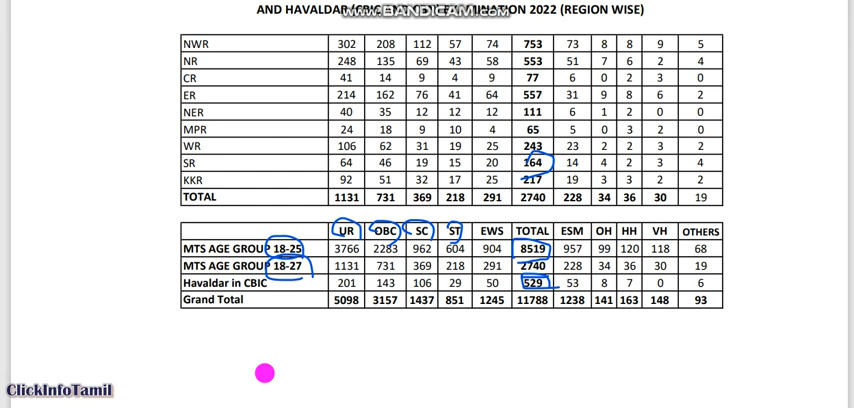 AND HAVALDAR (CBIC EXAMINATION 2022 (REGION WISE)
www.BANDICAM.com
NWR 302 208 112 57 74 753 73 8 8 9 5
NR 248 135 69 43 58 553 51 7 6 2 4
CR 41 14 9 4 9 77 6 0 2 3 0
ER 214 162 76 41 64 557 31 9 8 6 2
NER 40 35 12 12 12 111 6 1 2 0 0
MPR 24 18 9 10 4 65 5 0 3 2 0
WR 106 62 31 19 25 243 23 2 2 3 2
SR 64 46 19 15 20 164 14 4 2 3 4
KKR 92 51 32 17 25 217 19 3 3 2 2
TOTAL 1131 731 369 218 291 2740 228 34 36 30 19
UR OBC SC ST EWS TOTAL ESM OH HH VH OTHERS
MTS AGE GROUP 18-25 3766 2283 962 604 904 8519 957 99 120 118 68
MTS AGE GROUP 18-27 1131 731 369 218 291 2740 228 34 36 30 19
Havaldar in CBIC 201 143 106 29 50 529 53 8 7 0 6
Grand Total 5098 3157 1437 851 1245 11788 1238 141 163 148 93
ClickInfoTamil